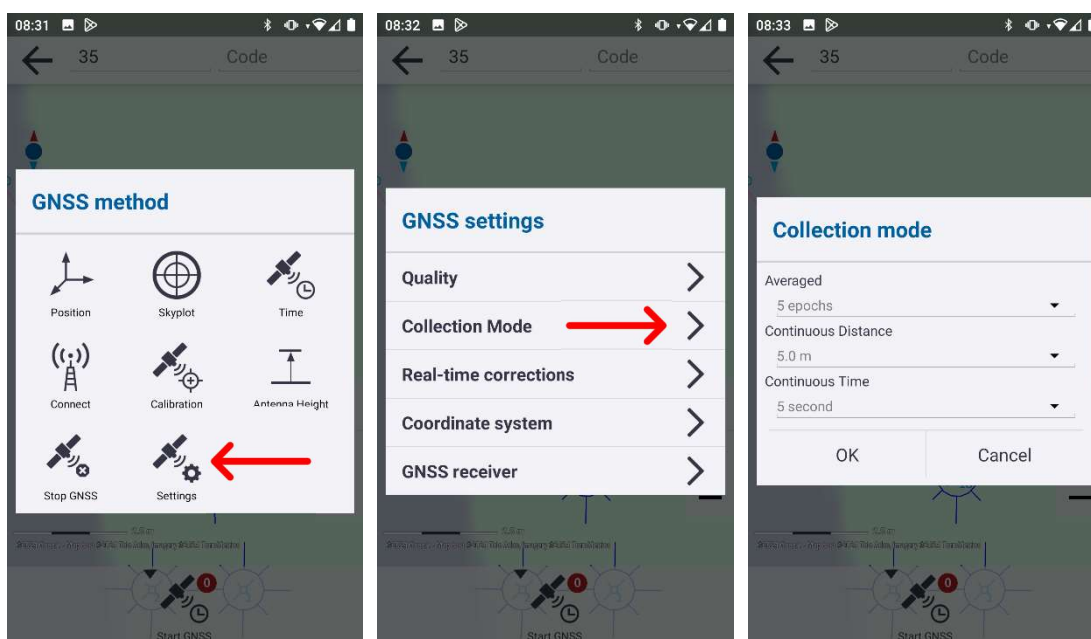 08:31
35
Code
GNSS method
Position
Skyplot
Time
Connect
Calibration
Antenna Height
Stop GNSS
Settings
0
Start GNSS
08:32
35
Code
GNSS settings
Quality
Collection Mode
Real-time corrections
Coordinate system
GNSS receiver
0
Start GNSS
08:33
35
Code
Collection mode
Averaged
5 epochs
Continuous Distance
5.0 m
Continuous Time
5 second
OK
Cancel
0
Start GNSS